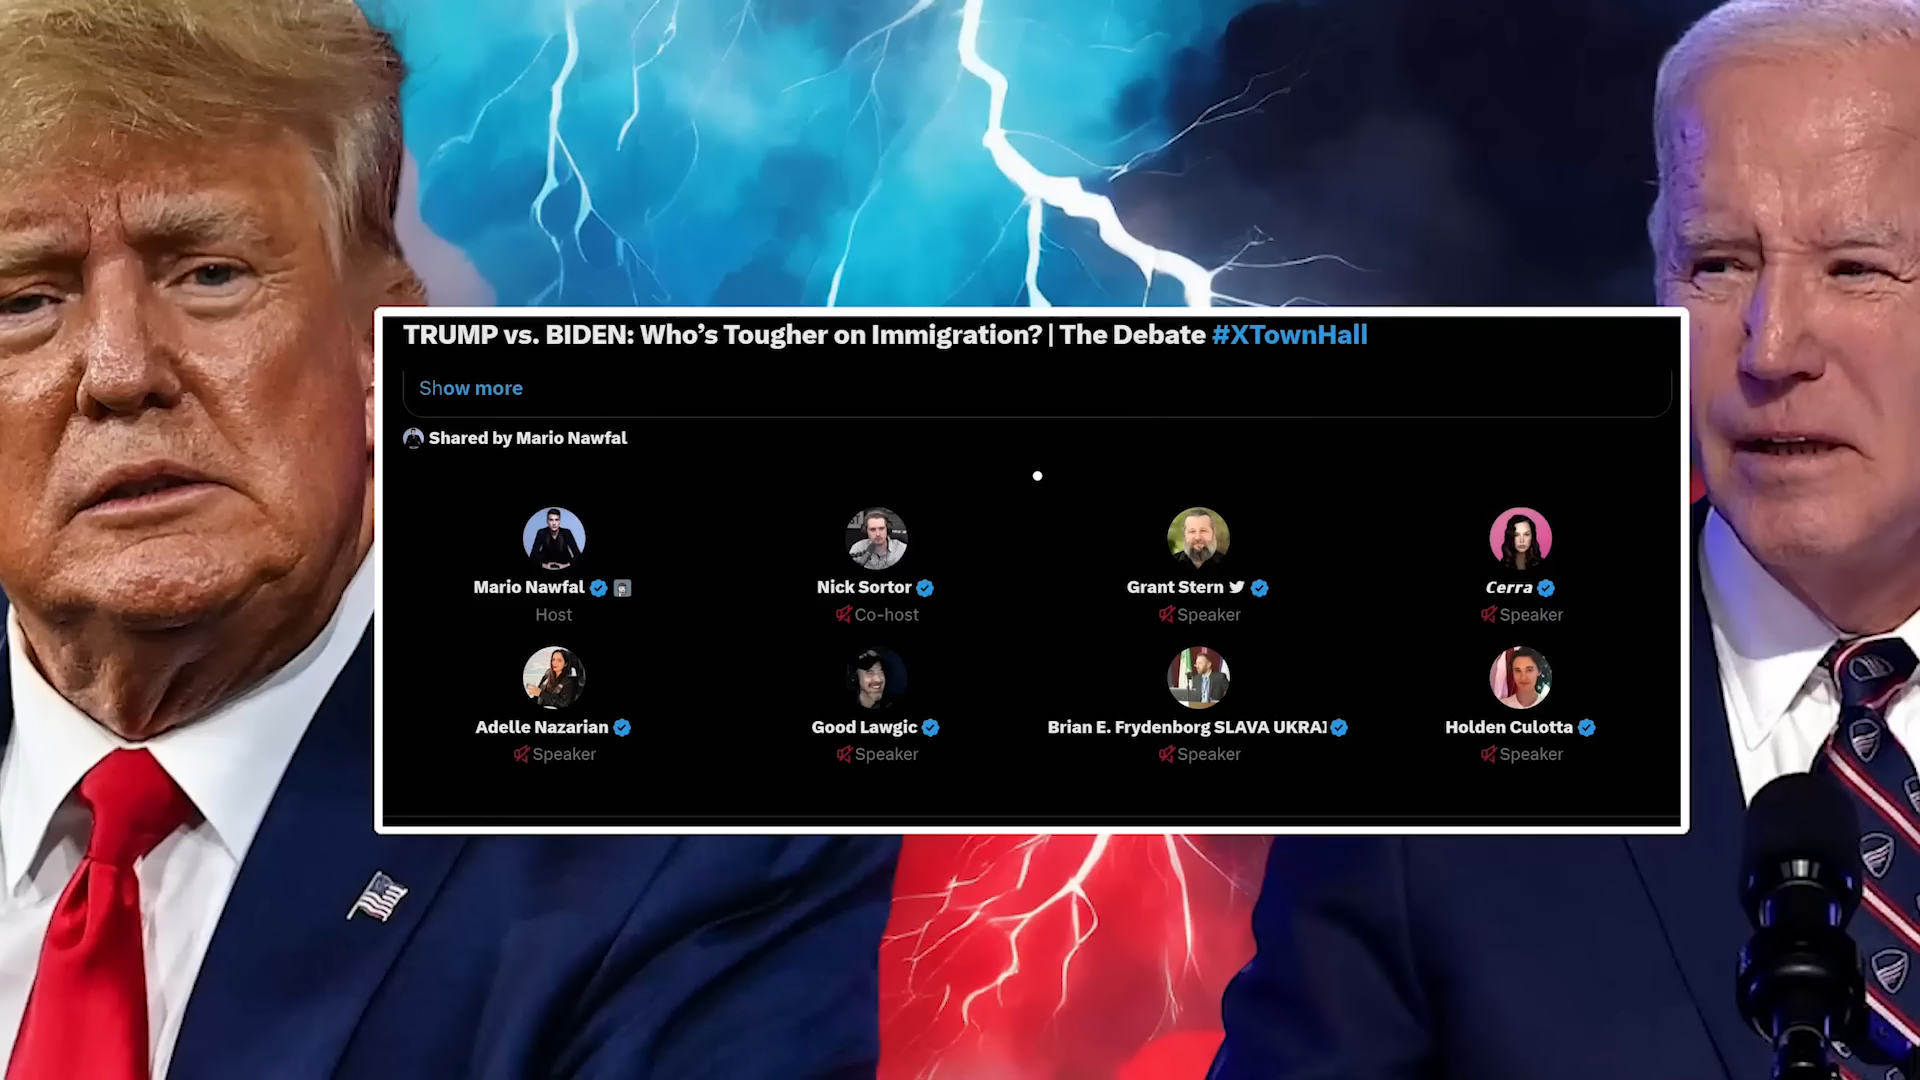 TRUMP vs. BIDEN: Who’s Tougher on Immigration? | The Debate #XTownHall
Show more
Shared by Mario Nawfal
Mario Nawfal
Nick Sortor
Grant Stern
Cerra
Host
Co-host
Speaker
Speaker
Adelle Nazarian
Good Lawgic
Brian E. Frydenborg SLAVA UKRAI
Holden Culotta
Speaker
Speaker
Speaker
Speaker